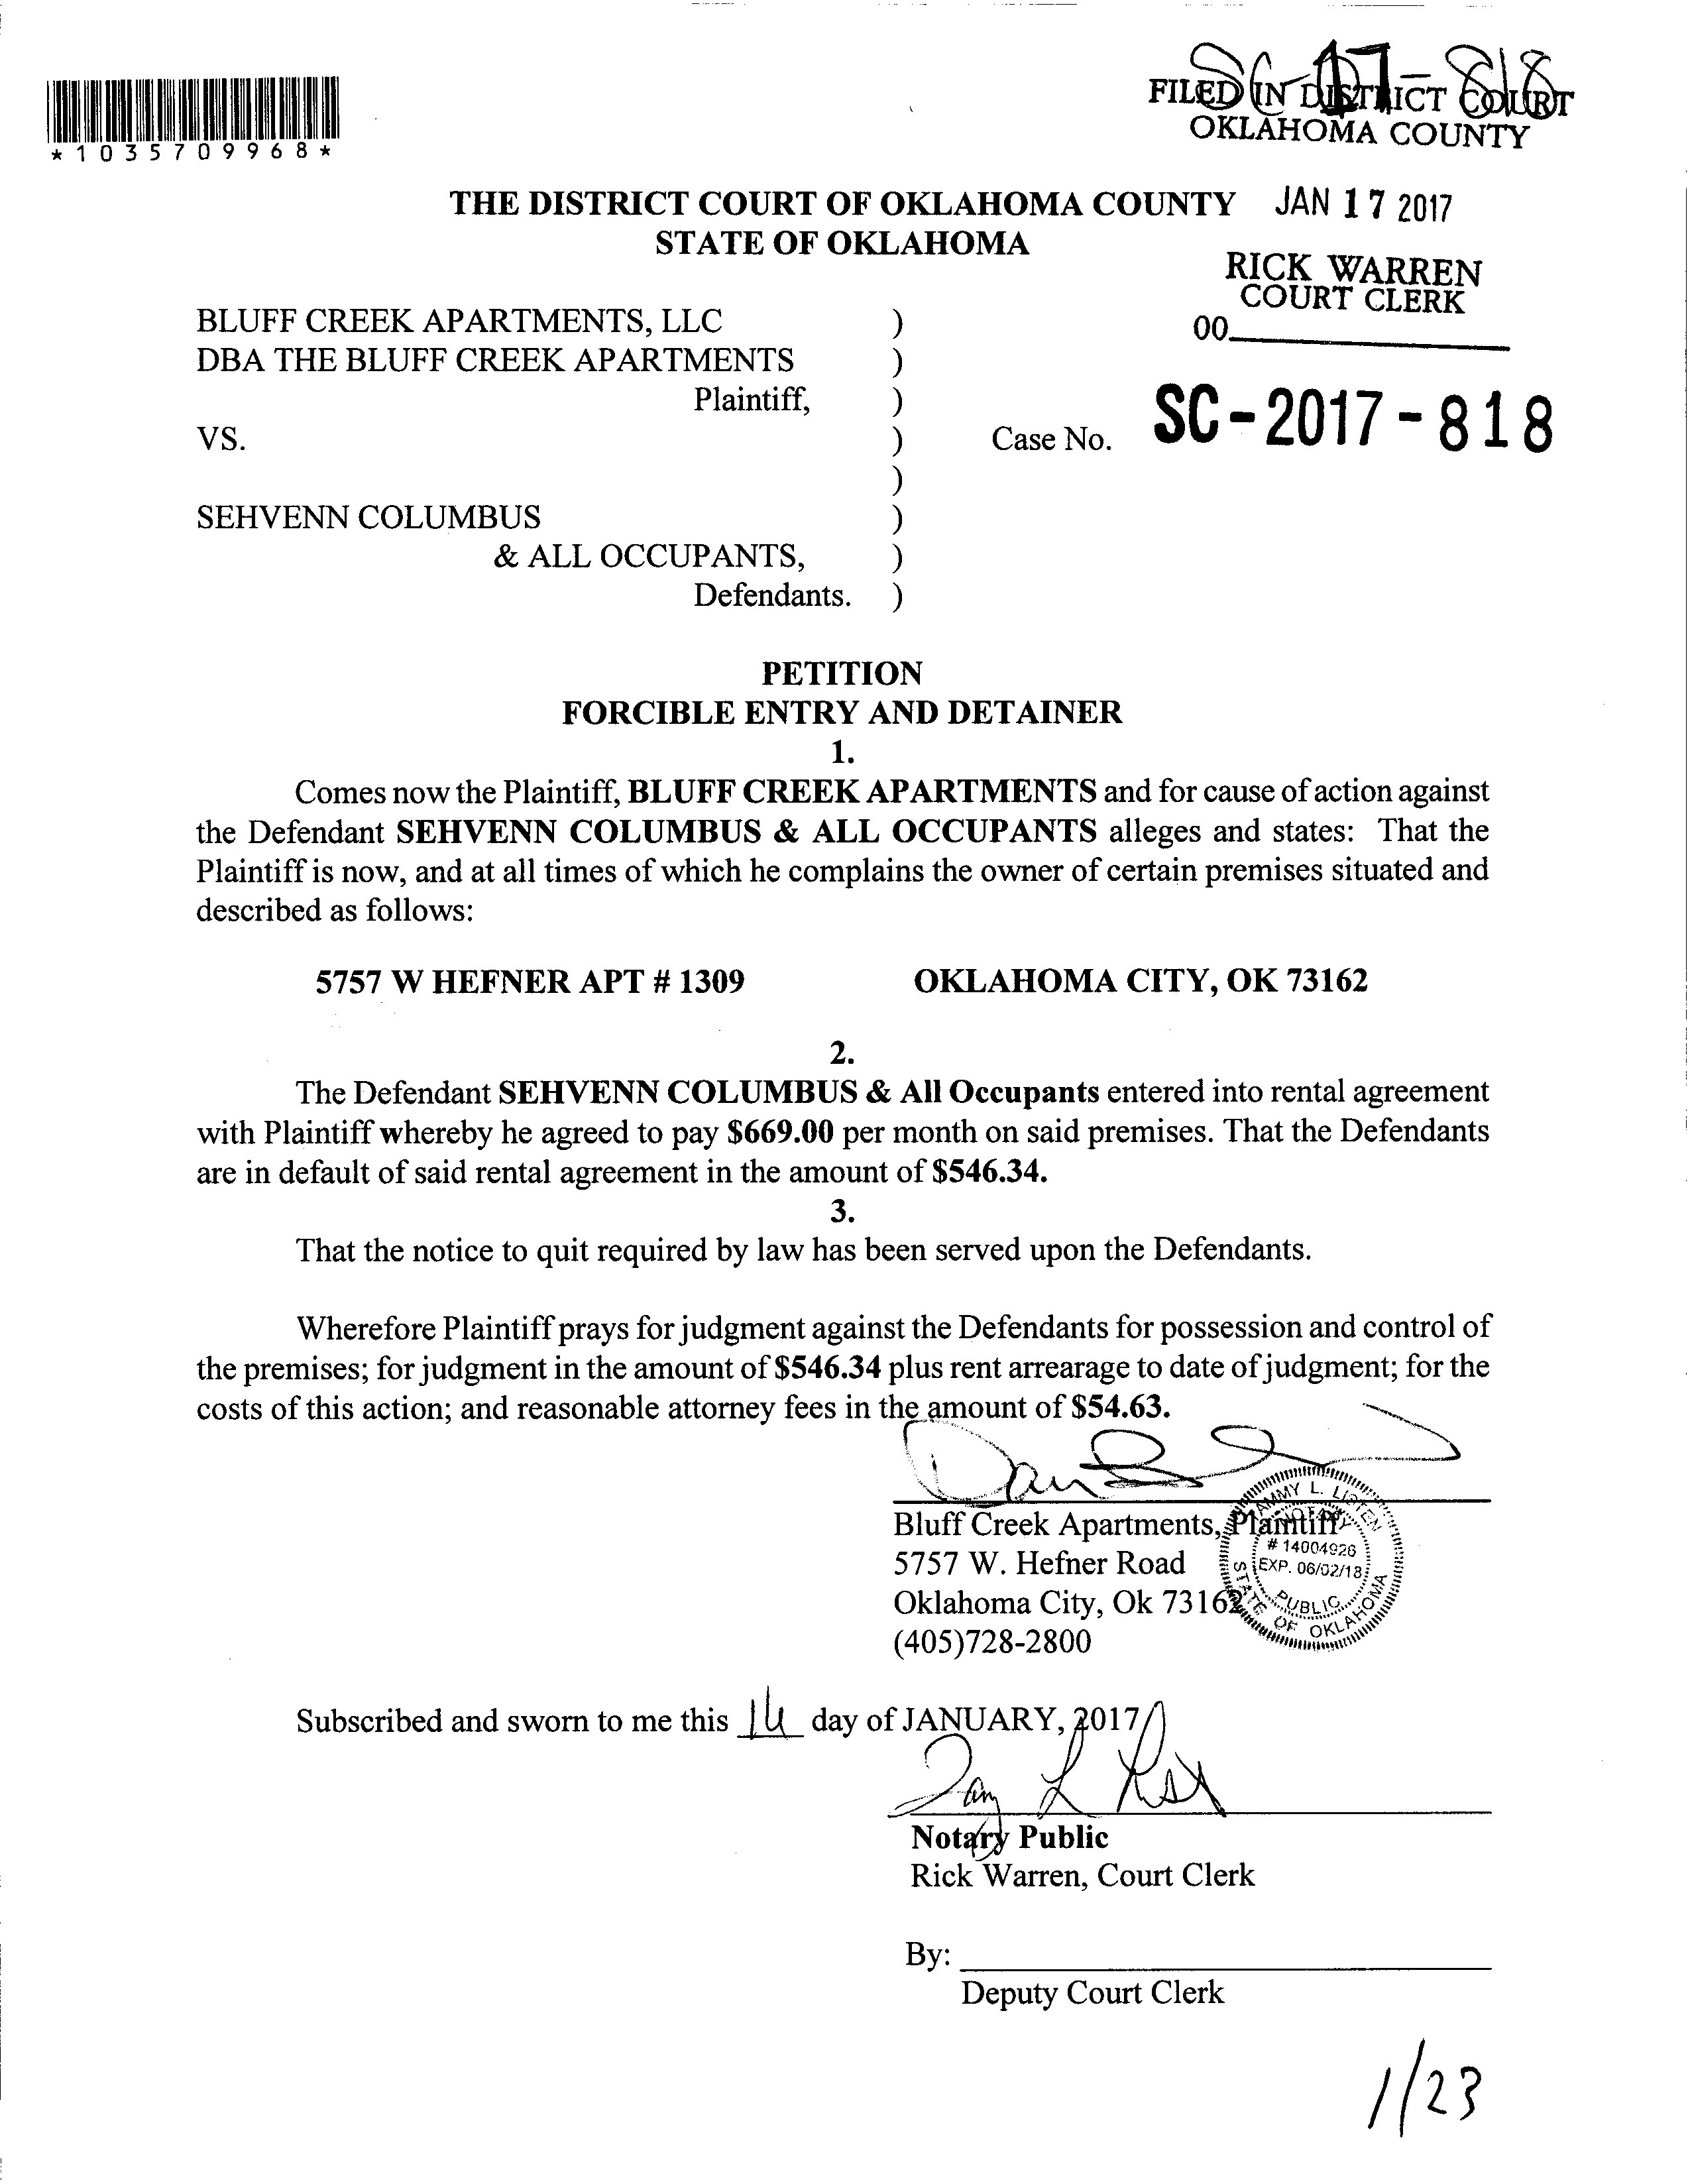 SC-17-818
FILED IN DISTRICT COURT
OKLAHOMA COUNTY
*1035709968*
THE DISTRICT COURT OF OKLAHOMA COUNTY JAN 17 2017
STATE OF OKLAHOMA
RICK WARREN
COURT CLERK
00
BLUFF CREEK APARTMENTS, LLC )
DBA THE BLUFF CREEK APARTMENTS )
Plaintiff, )
VS. ) Case No. SC-2017-818
)
SEHVENN COLUMBUS )
& ALL OCCUPANTS, )
Defendants. )
PETITION
FORCIBLE ENTRY AND DETAINER
1.
Comes now the Plaintiff, BLUFF CREEK APARTMENTS and for cause of action against
the Defendant SEHVENN COLUMBUS & ALL OCCUPANTS alleges and states: That the
Plaintiff is now, and at all times of which he complains the owner of certain premises situated and
described as follows:
5757 W HEFNER APT # 1309 OKLAHOMA CITY, OK 73162
2.
The Defendant SEHVENN COLUMBUS & All Occupants entered into rental agreement
with Plaintiff whereby he agreed to pay $669.00 per month on said premises. That the Defendants
are in default of said rental agreement in the amount of $546.34.
3.
That the notice to quit required by law has been served upon the Defendants.
Wherefore Plaintiff prays for judgment against the Defendants for possession and control of
the premises; for judgment in the amount of $546.34 plus rent arrearage to date of judgment; for the
costs of this action; and reasonable attorney fees in the amount of $54.63.
Bluff Creek Apartments, Plaintiff
5757 W. Hefner Road
Oklahoma City, Ok 73162
(405)728-2800
NOTARY
# 14004926
EXP. 06/02/18
PUBLIC
STATE OF OKLAHOMA
Subscribed and sworn to me this day of JANUARY, 2017
Notary Public
Rick Warren, Court Clerk
By:
Deputy Court Clerk
1/23